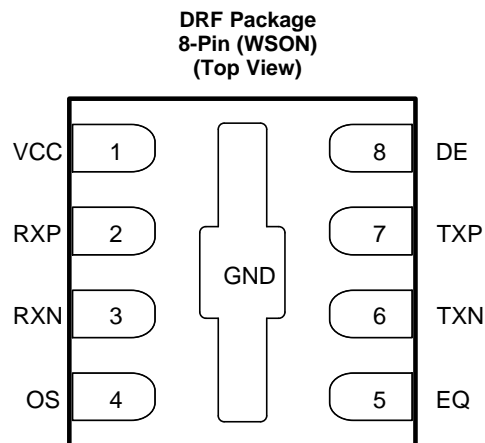 DRF Package
8-Pin (WSON)
(Top View)
VCC 1 8 DE
RXP 2 7 TXP
GND
RXN 3 6 TXN
OS 4 5 EQ